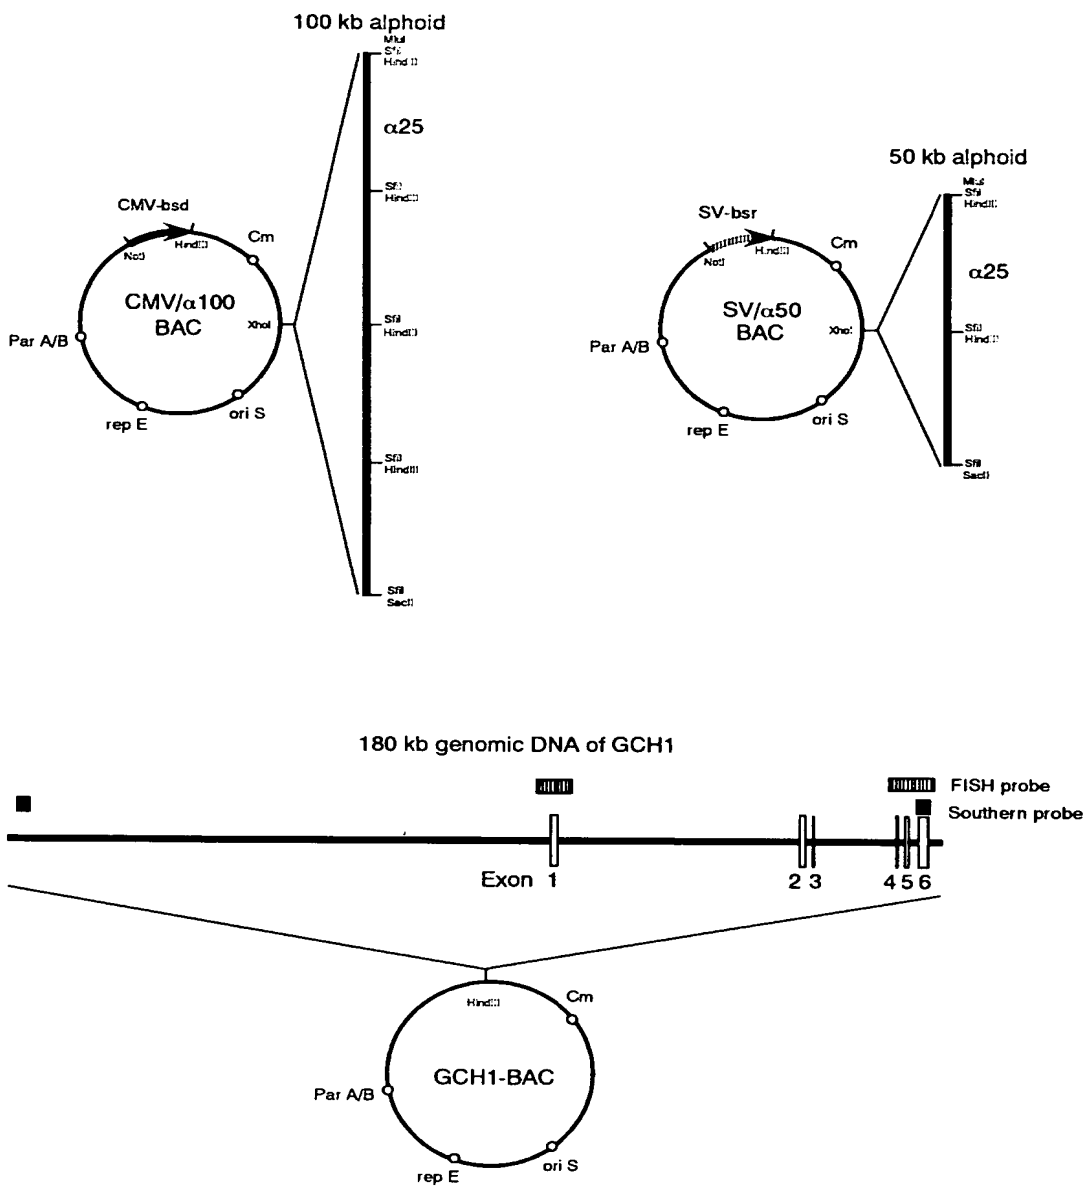 100 kb alphoid
MluI
SfiI
HindIII
α25
SfiI
HindIII
CMV-bsd
NotI
HindIII
Cm
CMV/α100
BAC
XhoI
SfiI
HindIII
Par A/B
rep E
ori S
SfiI
HindIII
SfiI
SacII
50 kb alphoid
MluI
SfiI
HindIII
SV-bsr
NotI
HindIII
Cm
α25
SV/α50
BAC
XhoI
SfiI
HindIII
Par A/B
rep E
ori S
SfiI
SacII
180 kb genomic DNA of GCH1
FISH probe
Southern probe
Exon 1 2 3 4 5 6
HindIII
Cm
GCH1-BAC
Par A/B
rep E
ori S